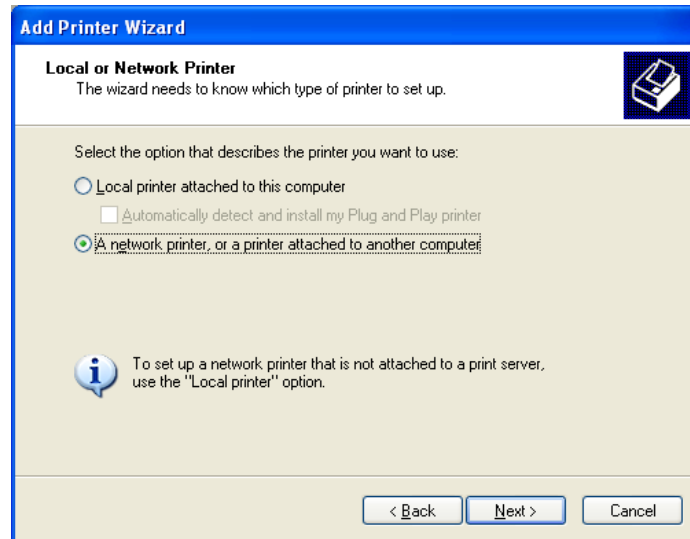 Add Printer Wizard
Local or Network Printer
The wizard needs to know which type of printer to set up.
Select the option that describes the printer you want to use:
Local printer attached to this computer
Automatically detect and install my Plug and Play printer
A network printer, or a printer attached to another computer
To set up a network printer that is not attached to a print server,
use the "Local printer" option.
< Back
Next >
Cancel